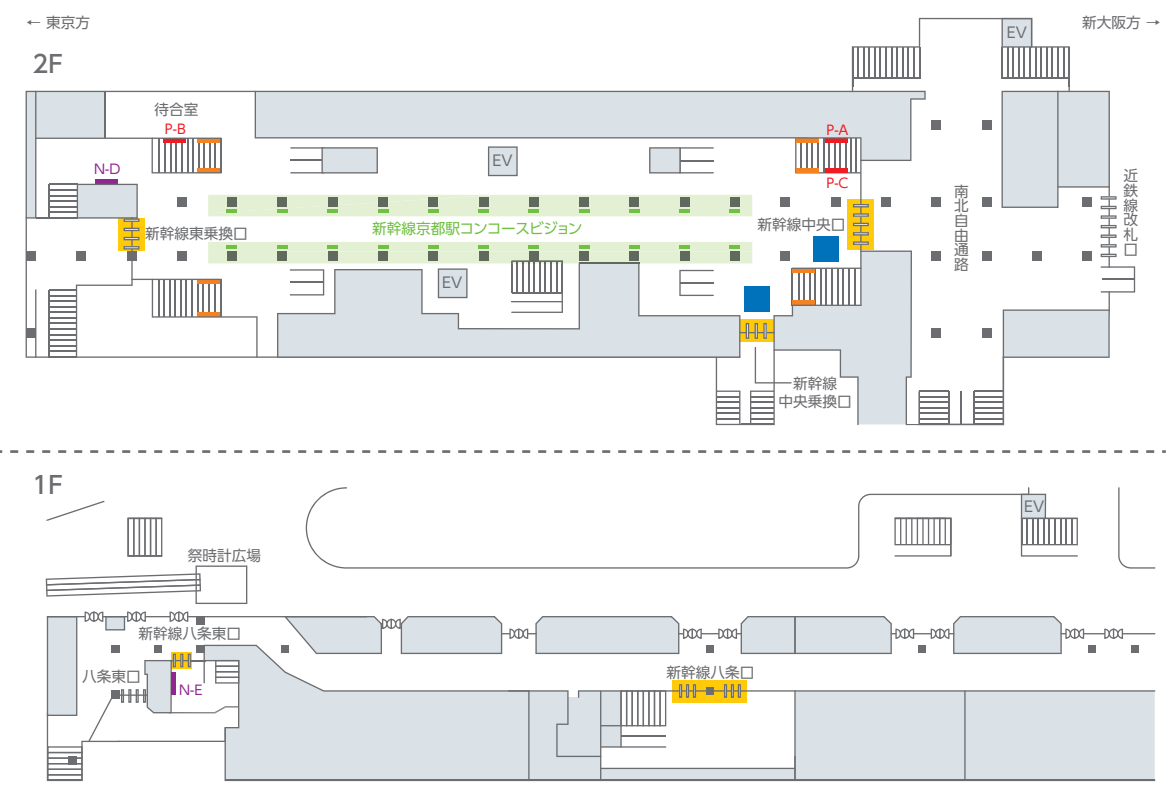 ← 東京方
新大阪方 →
2F
EV
待合室
P-B
P-A
N-D
EV
P-C
近鉄線改札口
南北自由通路
新幹線東乗換口
新幹線京都駅コンコースビジョン
新幹線中央口
EV
新幹線
中央乗換口
1F
EV
祭時計広場
新幹線八条東口
八条東口
N-E
新幹線八条口